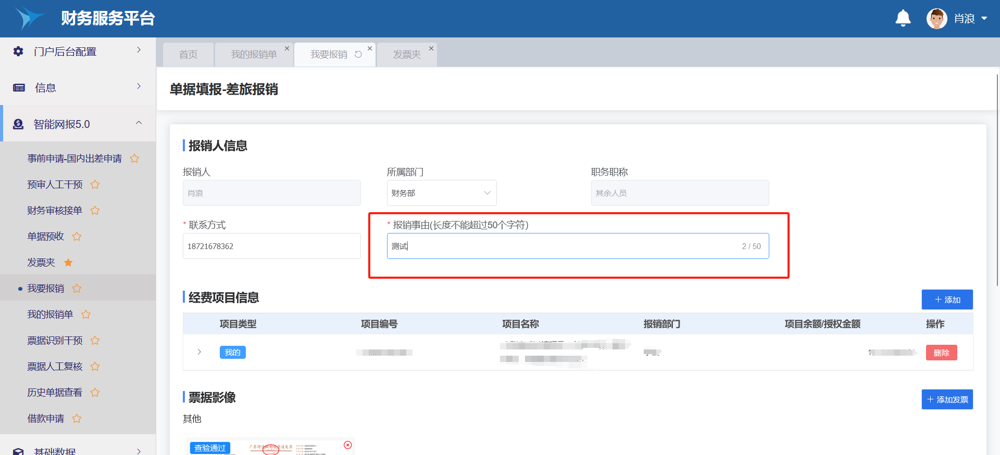 财务服务平台
肖浪
门户后台配置
信息
智能网报5.0
事前申请-国内出差申请
预审人工干预
财务审核接单
单据预收
发票夹
我要报销
我的报销单
票据识别干预
票据人工复核
历史单据查看
借款申请
基础数据
首页 我的报销单 我要报销 发票夹
单据填报-差旅报销
报销人信息
报销人 所属部门 职务职称
肖浪 财务部 其余人员
* 联系方式 * 报销事由(长度不能超过50个字符)
18721678362 测试 2 / 50
经费项目信息 + 添加
项目类型 项目编号 项目名称 报销部门 项目余额/授权金额 操作
我的 删除
票据影像 + 添加发票
其他
查验通过